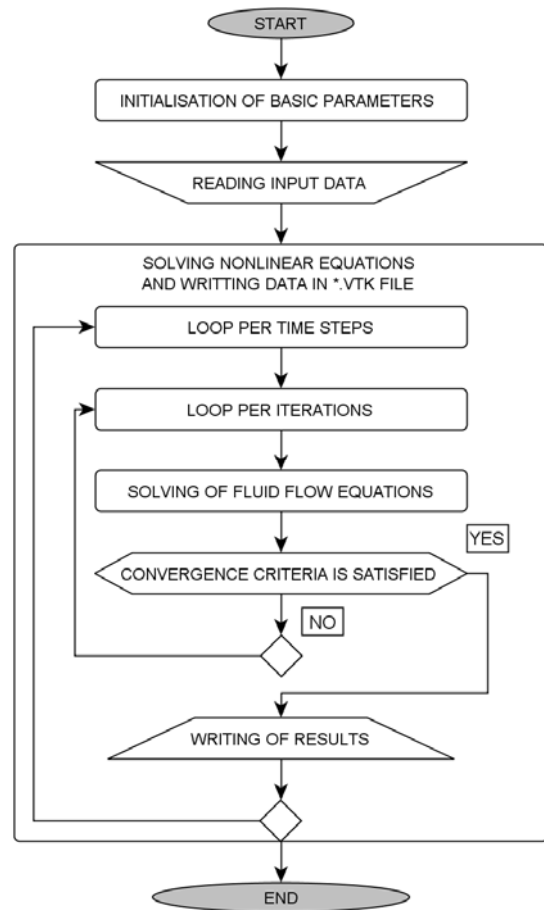 START
INITIALISATION OF BASIC PARAMETERS
READING INPUT DATA
SOLVING NONLINEAR EQUATIONS
AND WRITTING DATA IN *.VTK FILE
LOOP PER TIME STEPS
LOOP PER ITERATIONS
SOLVING OF FLUID FLOW EQUATIONS
YES
CONVERGENCE CRITERIA IS SATISFIED
NO
WRITING OF RESULTS
END